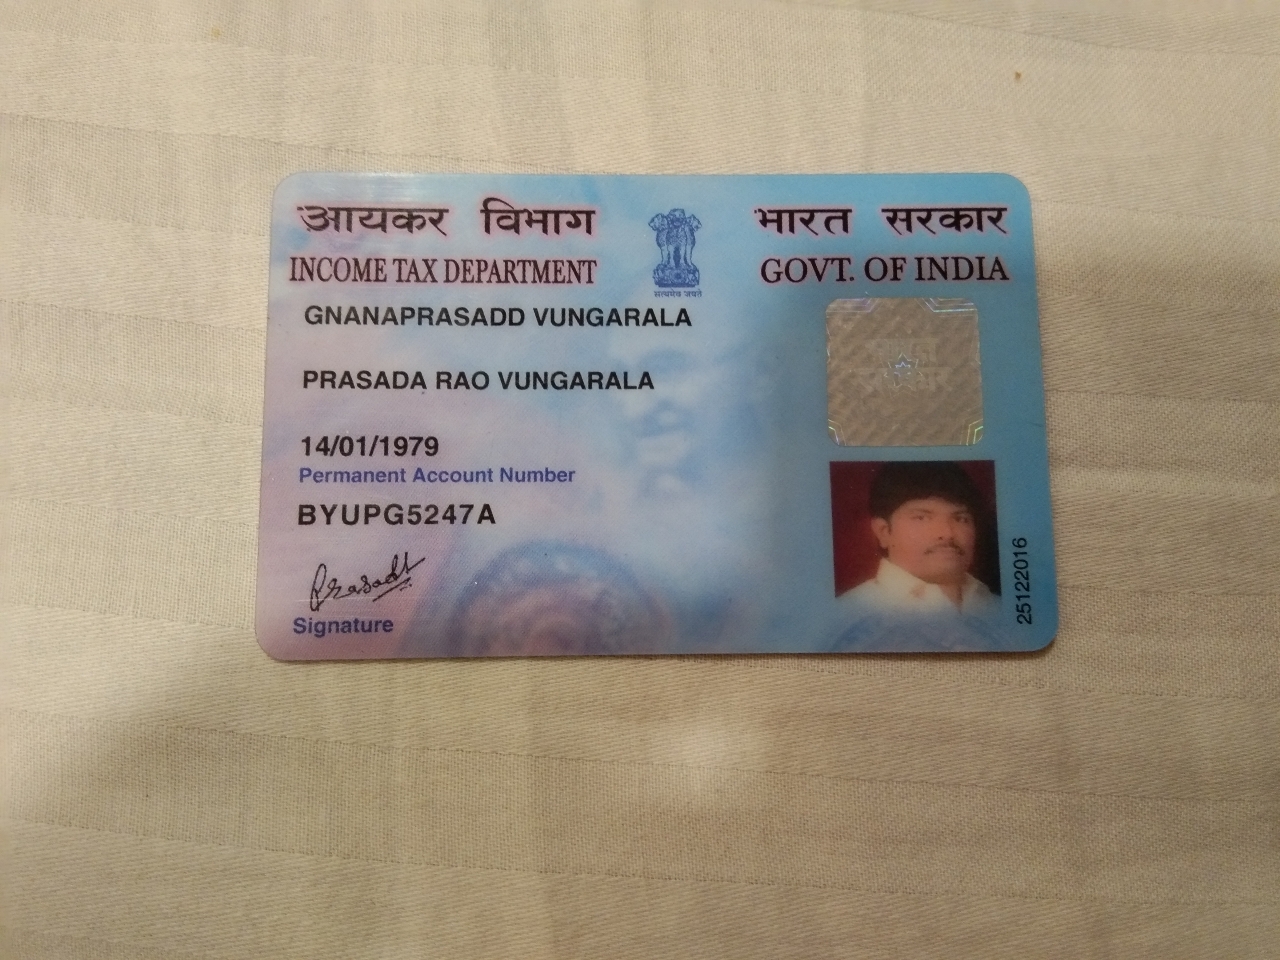 आयकर विभाग
INCOME TAX DEPARTMENT
भारत सरकार
GOVT. OF INDIA
सत्यमेव जयते
GNANAPRASADD VUNGARALA
PRASADA RAO VUNGARALA
14/01/1979
Permanent Account Number
BYUPG5247A
Prasadt
Signature
25122016